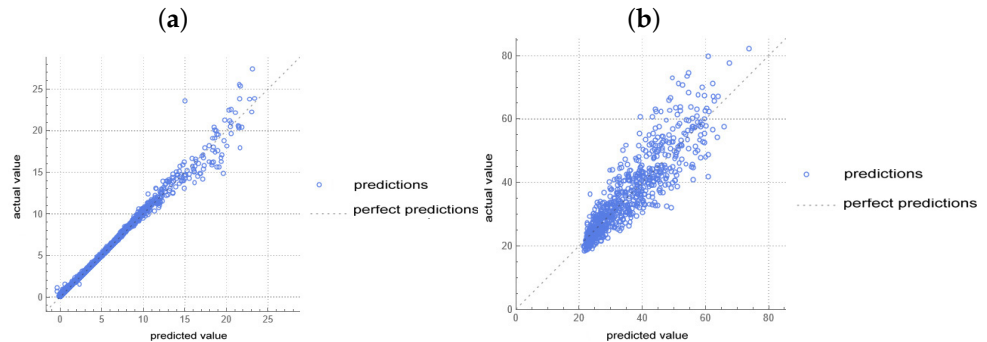 (a)
(b)
actual value
25
20
15
10
5
0
0 5 10 15 20 25
predicted value
predictions
perfect predictions
actual value
80
60
40
20
0
0 20 40 60 80
predicted value
predictions
perfect predictions